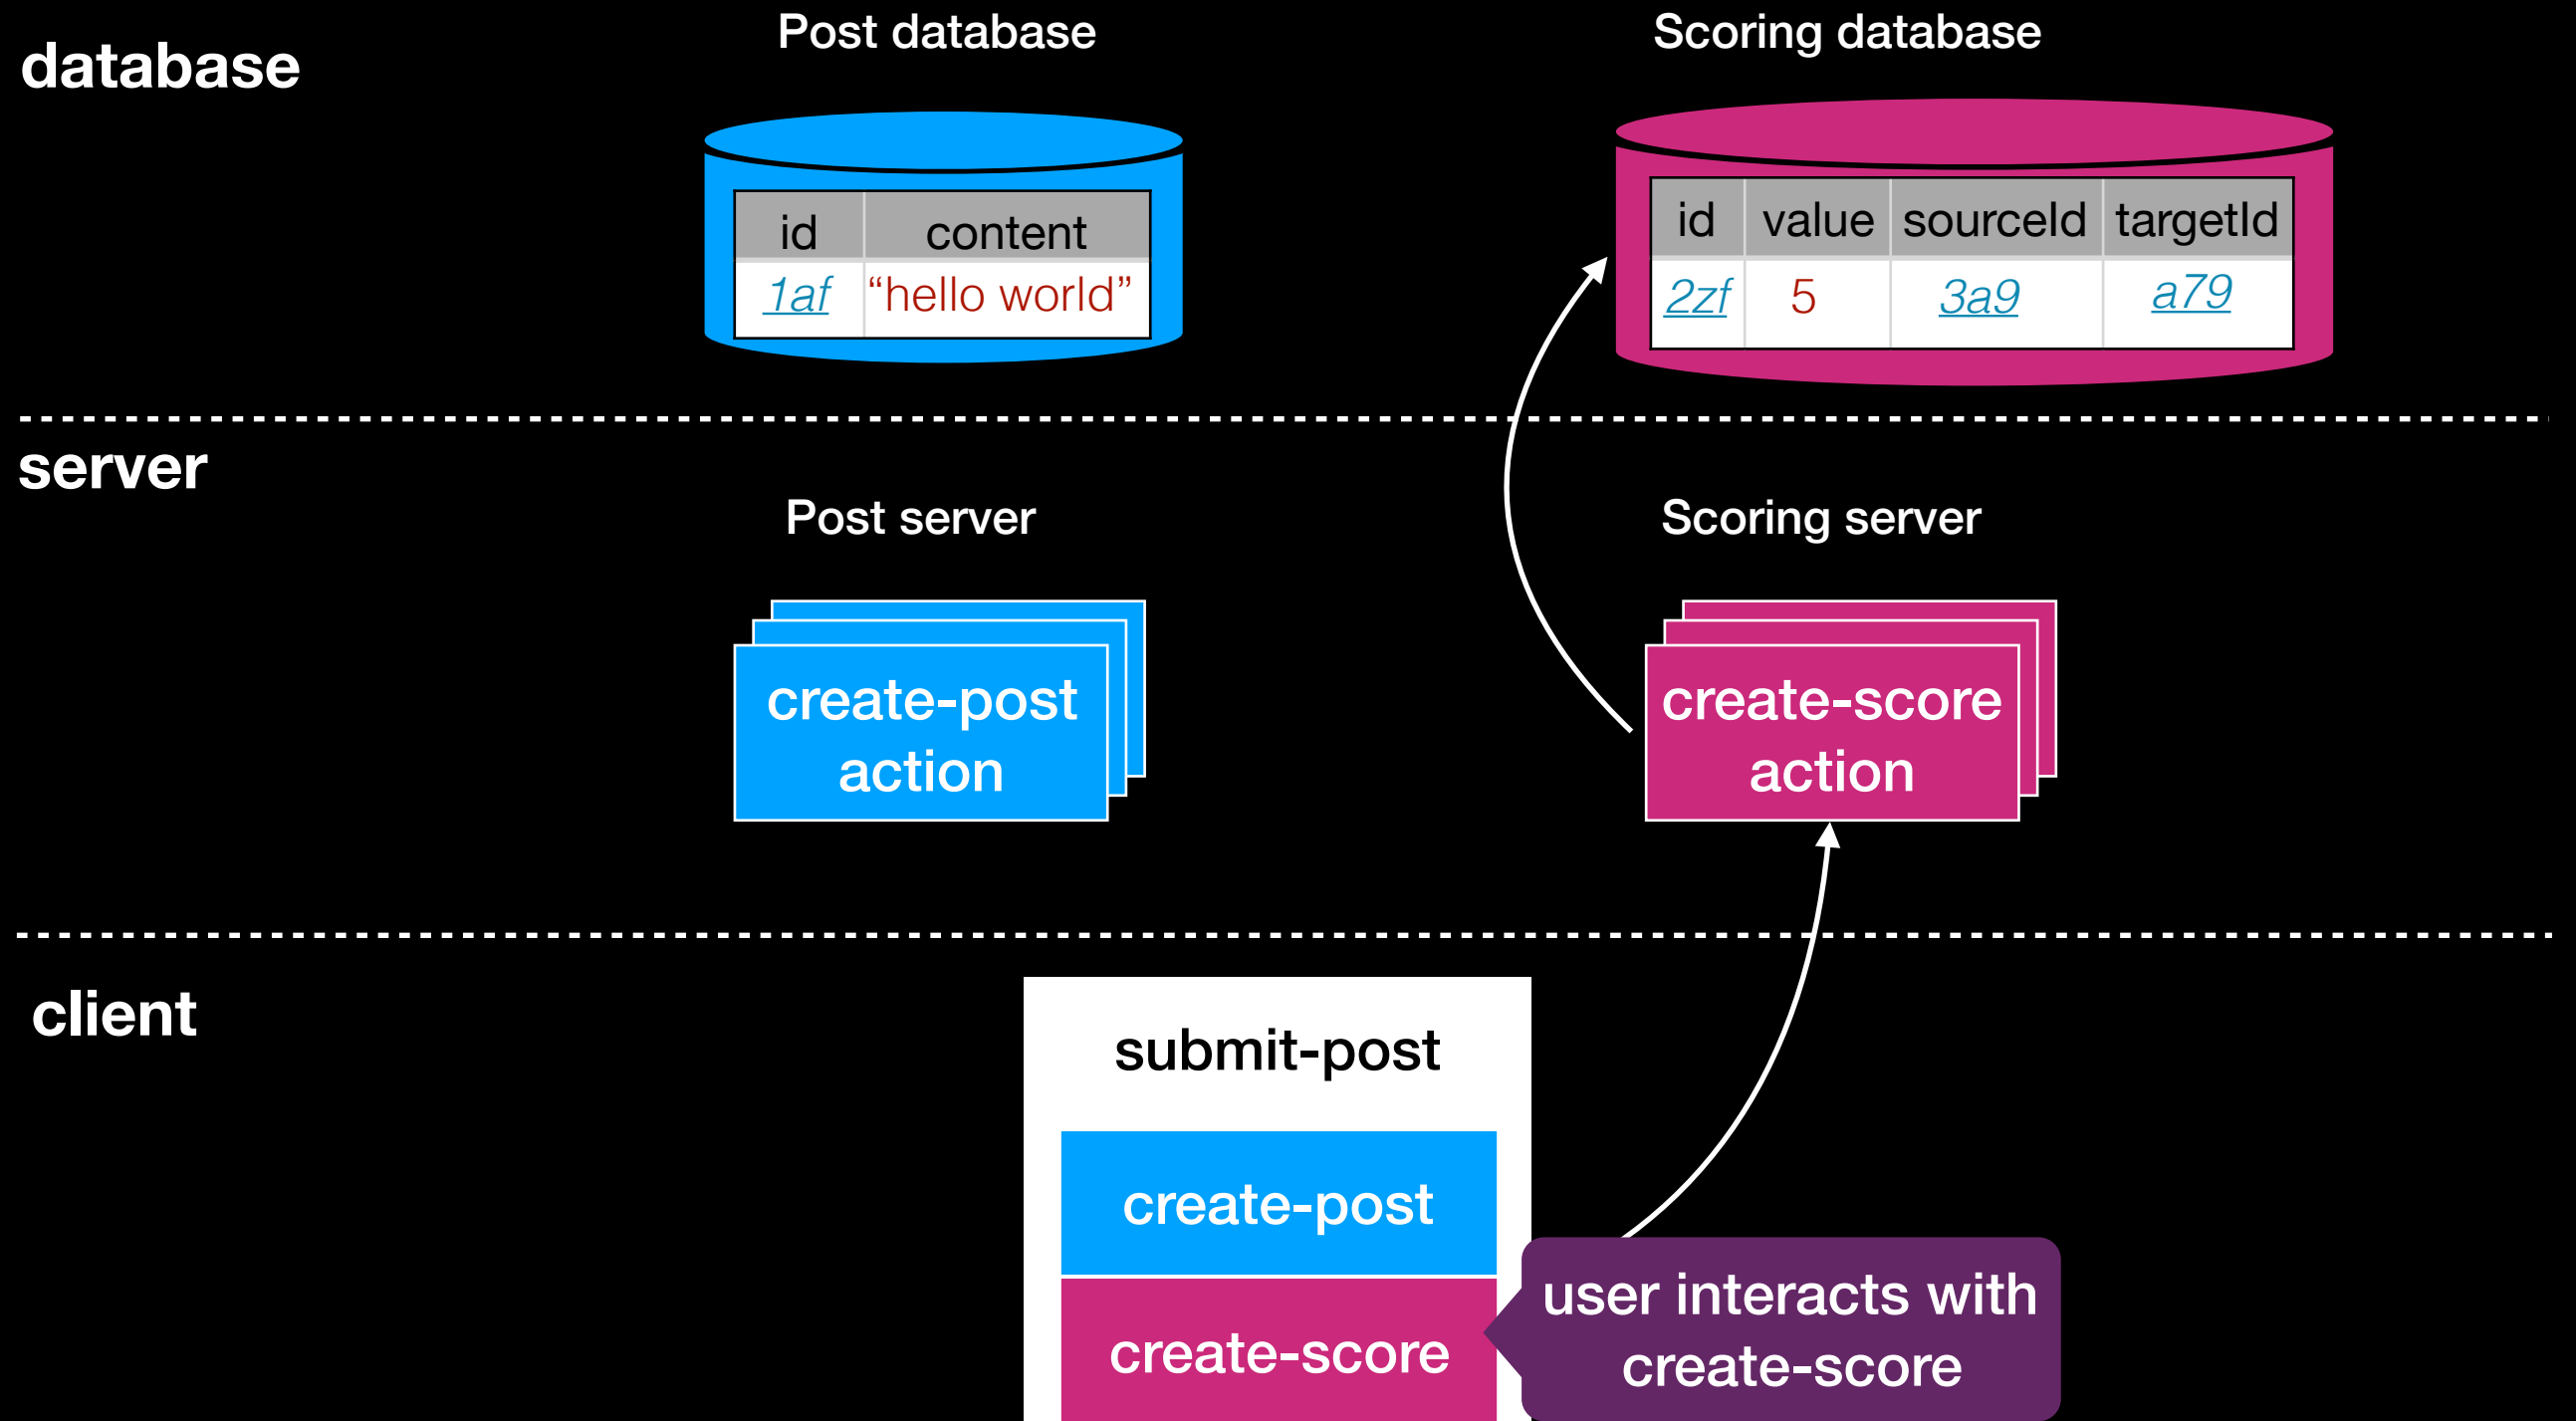 database
Post database
Scoring database
id content
1af “hello world”
id value sourceId targetId
2zf 5 3a9 a79
server
Post server
Scoring server
create-post
action
create-score
action
client
submit-post
create-post
create-score
user interacts with
create-score